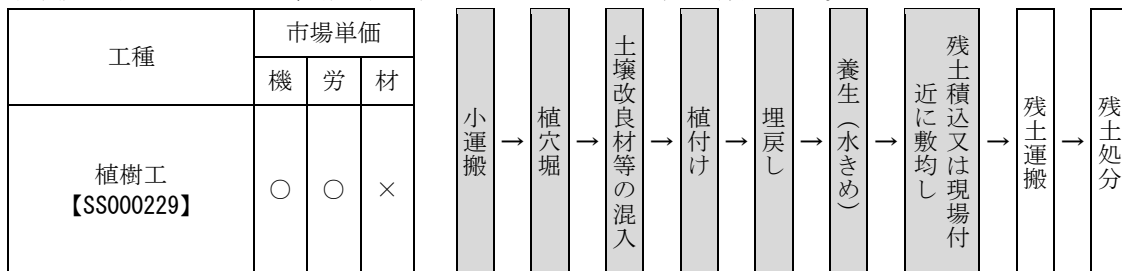 工種
市場単価
機
労
材
植樹工
【SS000229】
○
○
×
小運搬
→
植穴堀
→
土壌改良材等の混入
→
植付け
→
埋戻し
→
養生（水きめ）
→
残土積込又は現場付
近に敷均し
→
残土運搬
→
残土処分